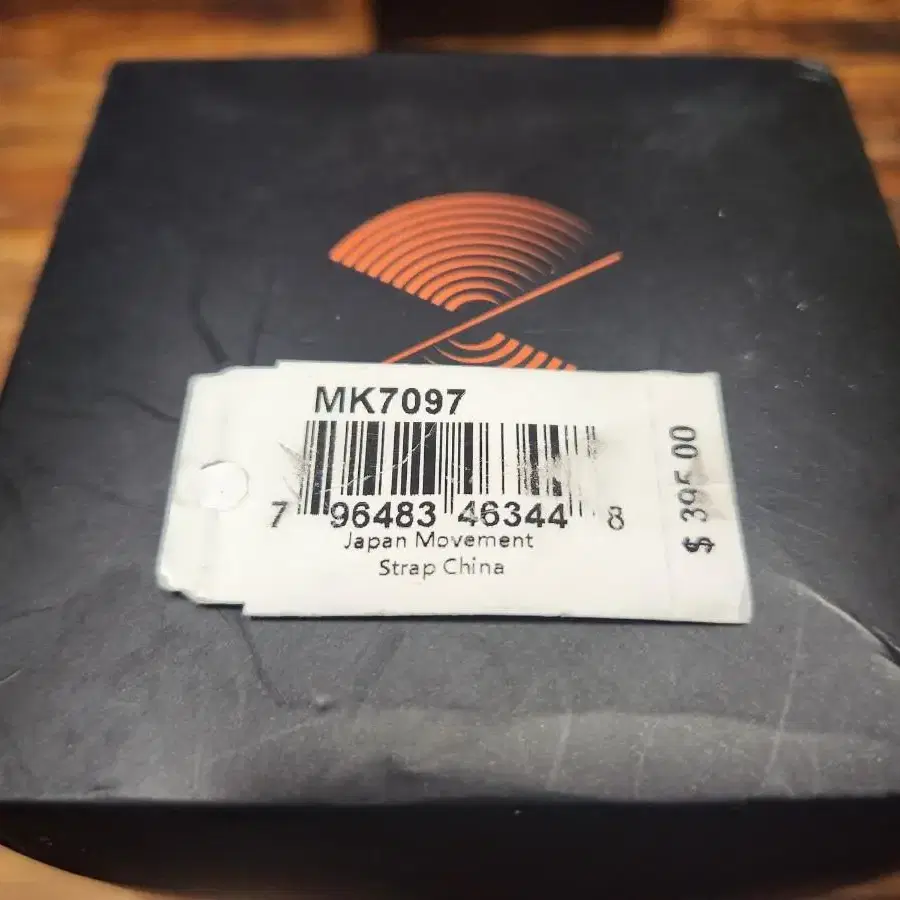 MK7097
7 96483 46344 8
Japan Movement
Strap China
$ 395.00